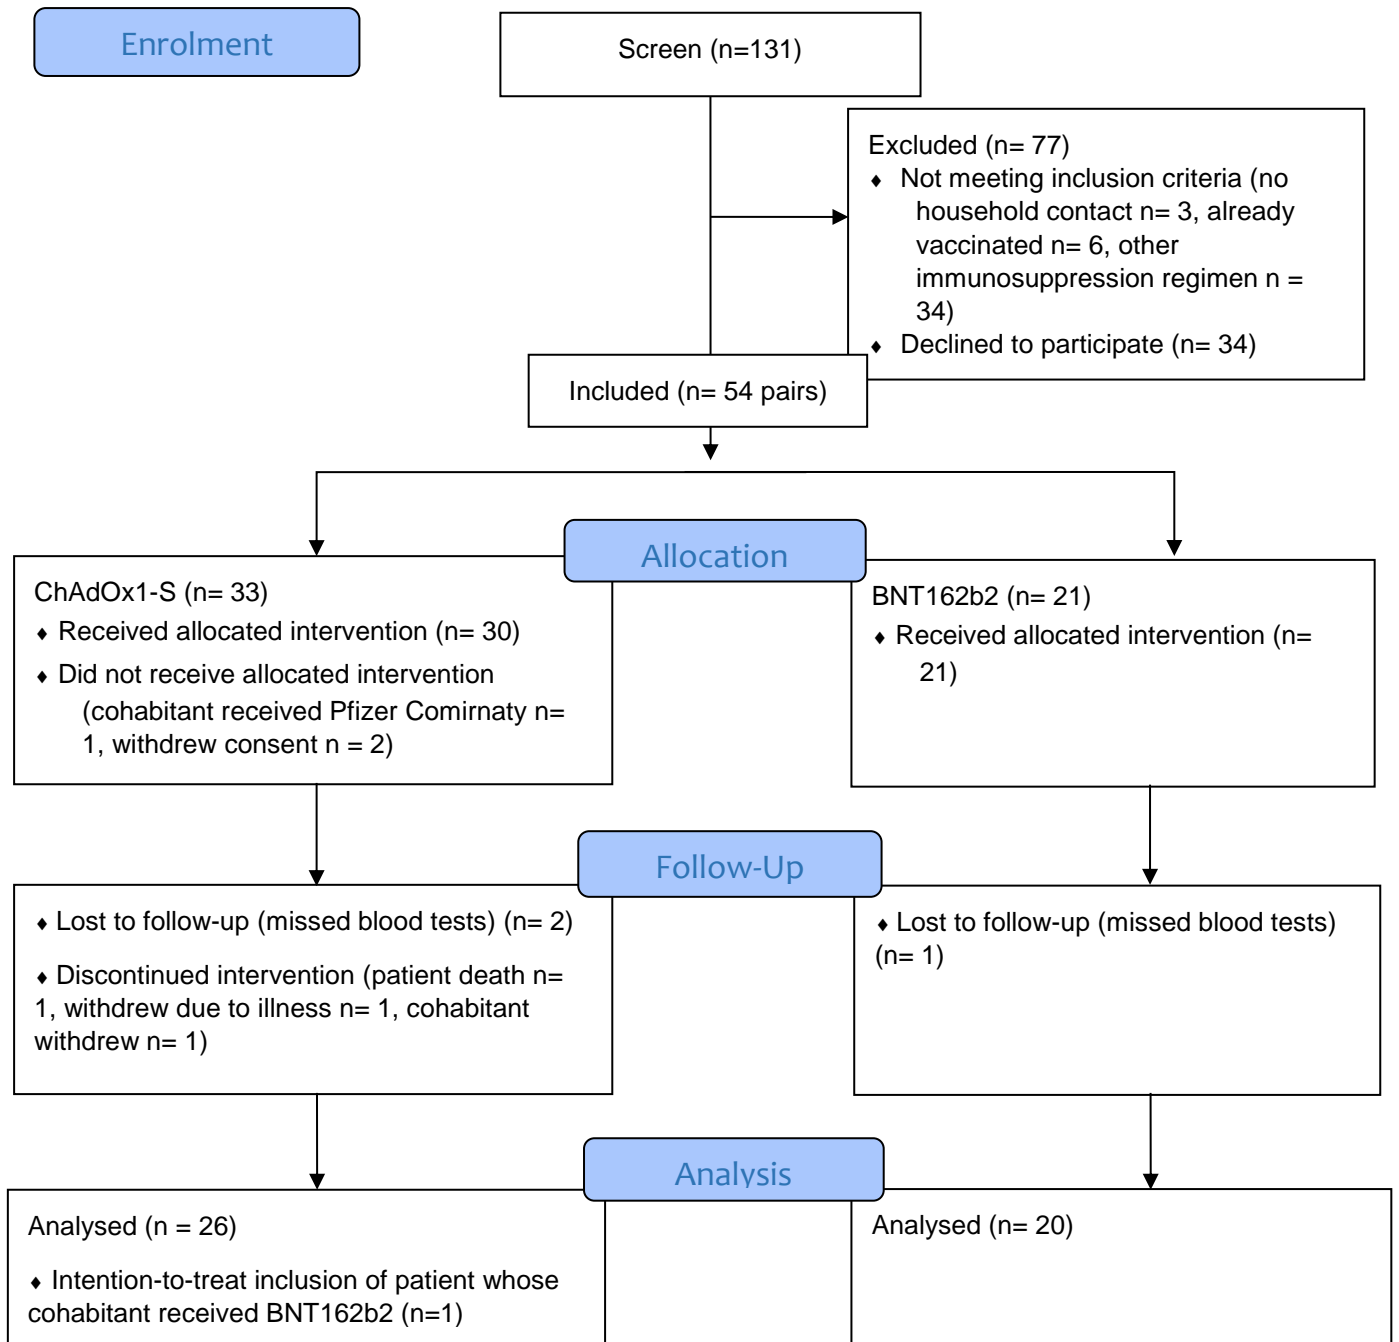 Enrolment
Screen (n=131)
Excluded (n= 77)
♦ Not meeting inclusion criteria (no
household contact n= 3, already
vaccinated n= 6, other
immunosuppression regimen n =
34)
♦ Declined to participate (n= 34)
Included (n= 54 pairs)
Allocation
ChAdOx1-S (n= 33)
♦ Received allocated intervention (n= 30)
♦ Did not receive allocated intervention
(cohabitant received Pfizer Comirnaty n=
1, withdrew consent n = 2)
BNT162b2 (n= 21)
♦ Received allocated intervention (n=
21)
Follow-Up
♦ Lost to follow-up (missed blood tests) (n= 2)
♦ Discontinued intervention (patient death n=
1, withdrew due to illness n= 1, cohabitant
withdrew n= 1)
♦ Lost to follow-up (missed blood tests)
(n= 1)
Analysis
Analysed (n = 26)
♦ Intention-to-treat inclusion of patient whose
cohabitant received BNT162b2 (n=1)
Analysed (n= 20)